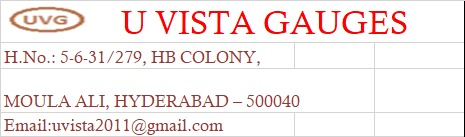 UVG
U VISTA GAUGES
H.No.: 5-6-31/279, HB COLONY,
MOULA ALI, HYDERABAD – 500040
Email:uvista2011@gmail.com